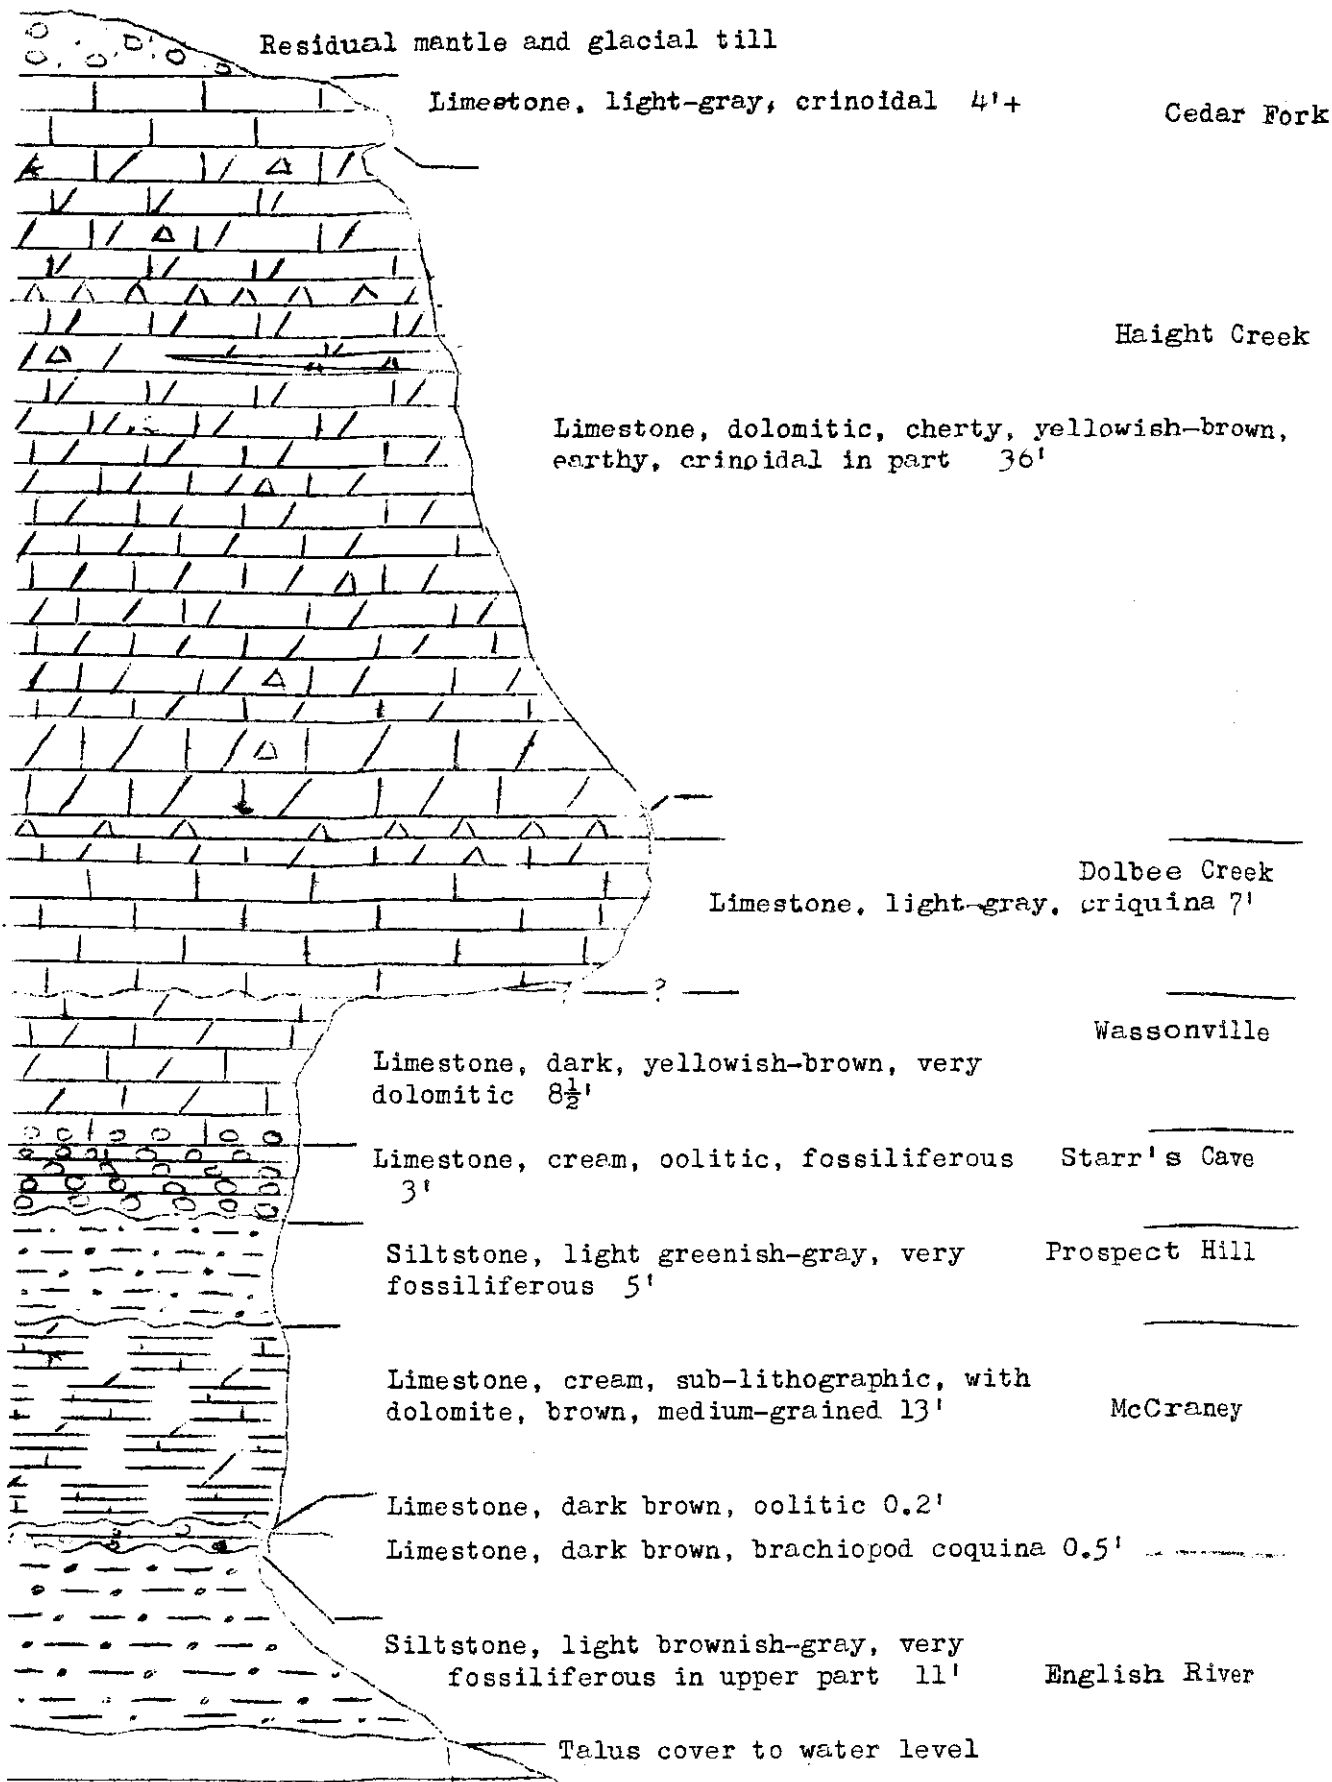 Residual mantle and glacial till
Limestone, light-gray, crinoidal 4'+ Cedar Fork
Haight Creek
Limestone, dolomitic, cherty, yellowish-brown,
earthy, crinoidal in part 36'
Dolbee Creek
Limestone, light-gray, criquina 7'
?
Wassonville
Limestone, dark, yellowish-brown, very
dolomitic 8½'
Limestone, cream, oolitic, fossiliferous Starr's Cave
3'
Siltstone, light greenish-gray, very Prospect Hill
fossiliferous 5'
Limestone, cream, sub-lithographic, with
dolomite, brown, medium-grained 13' McCraney
Limestone, dark brown, oolitic 0.2'
Limestone, dark brown, brachiopod coquina 0.5'
Siltstone, light brownish-gray, very
fossiliferous in upper part 11' English River
Talus cover to water level